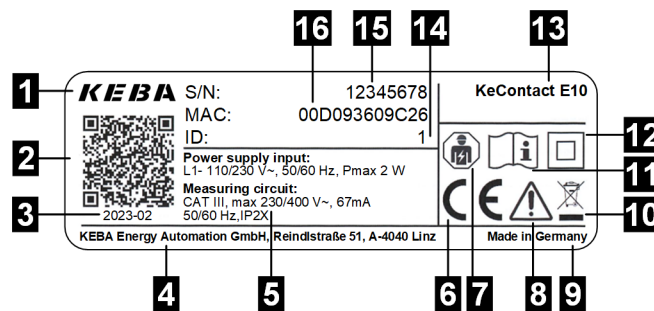 16 15 14 13
1 KEBA S/N: 12345678 KeContact E10
MAC: 00D093609C26
ID: 1
2
12
11
Power supply input:
L1- 110/230 V~, 50/60 Hz, Pmax 2 W
Measuring circuit:
CAT III, max 230/400 V~, 67mA
50/60 Hz,IP2X
3 2023-02
CE
10
KEBA Energy Automation GmbH, Reindlstraße 51, A-4040 Linz Made in Germany
4 5 6 7 8 9